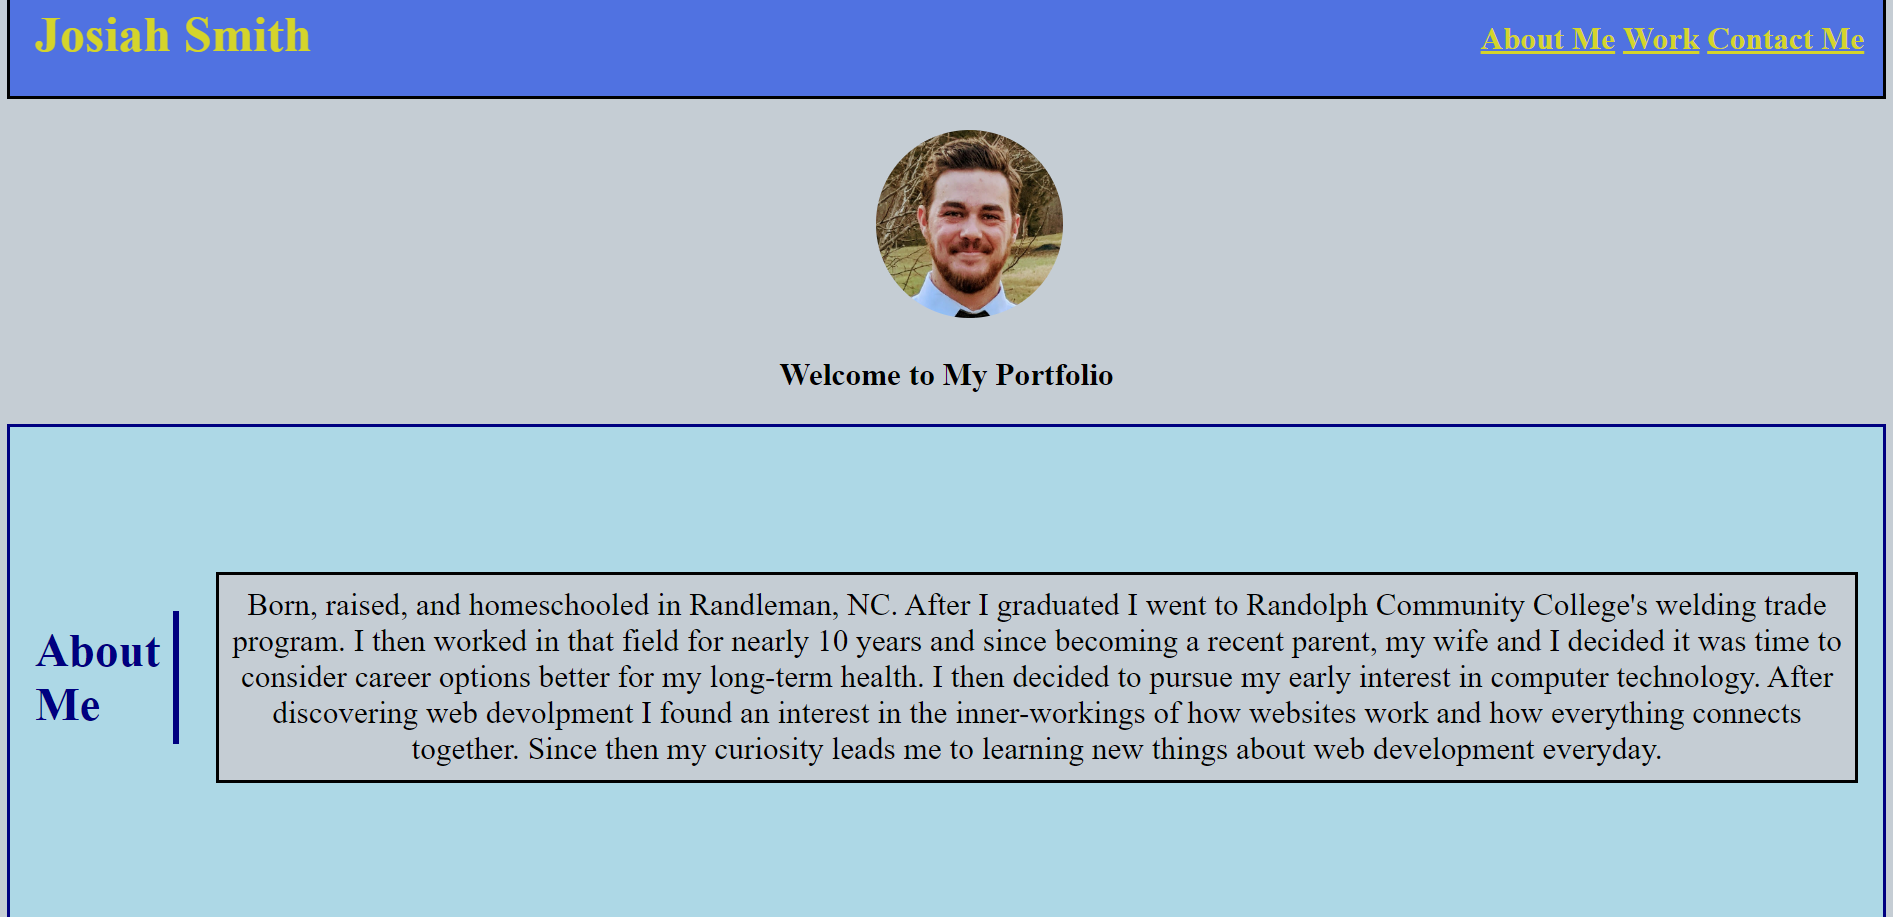 Josiah Smith
About Me Work Contact Me
Welcome to My Portfolio
About
Me
Born, raised, and homeschooled in Randleman, NC. After I graduated I went to Randolph Community College's welding trade
program. I then worked in that field for nearly 10 years and since becoming a recent parent, my wife and I decided it was time to
consider career options better for my long-term health. I then decided to pursue my early interest in computer technology. After
discovering web devolpment I found an interest in the inner-workings of how websites work and how everything connects
together. Since then my curiosity leads me to learning new things about web development everyday.